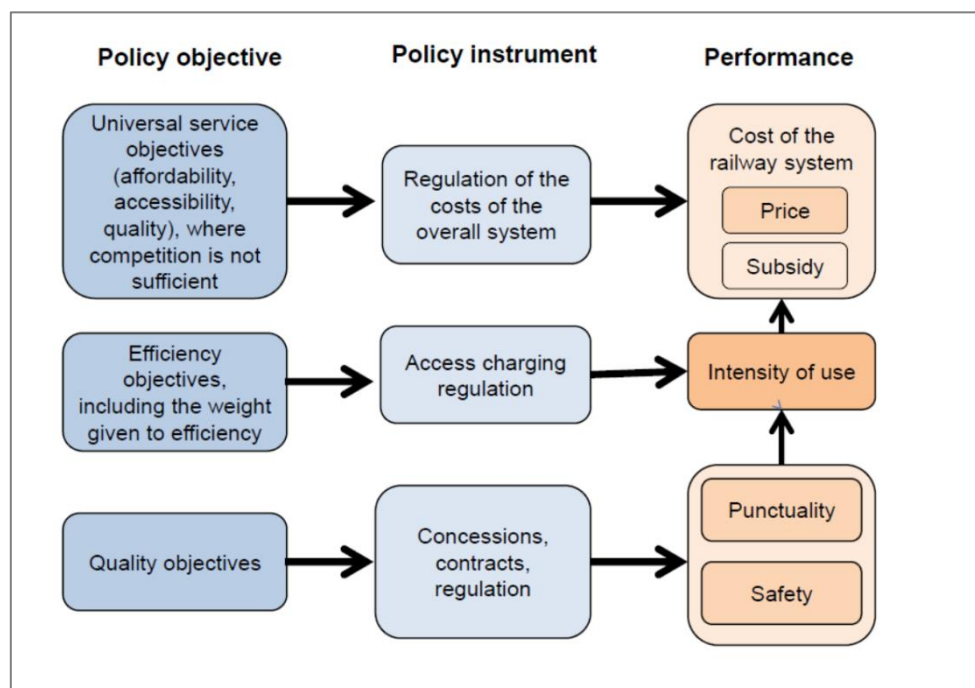 Policy objective
Policy instrument
Performance
Universal service
objectives
(affordability,
accessibility,
quality), where
competition is not
sufficient
Regulation of the
costs of the
overall system
Cost of the
railway system
Price
Subsidy
Efficiency
objectives,
including the weight
given to efficiency
Access charging
regulation
Intensity of use
Quality objectives
Concessions,
contracts,
regulation
Punctuality
Safety